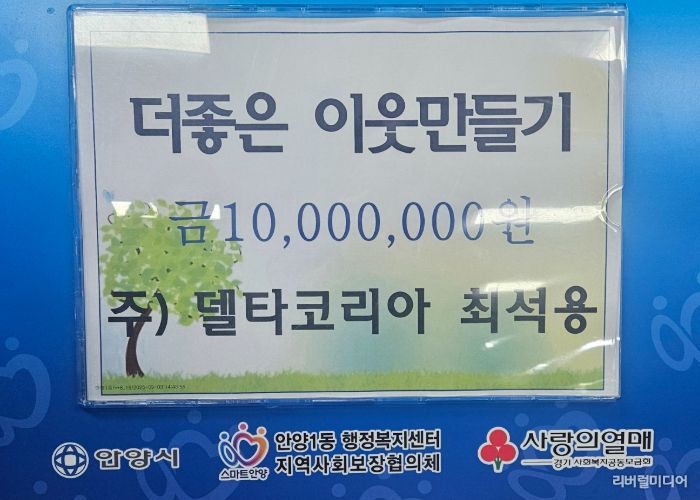 더좋은 이웃만들기
금10,000,000원
주) 델타코리아 최석용
안양시
스마트안양
안양1동 행정복지센터
지역사회보장협의체
사랑의열매
경기 사회복지공동모금회
리버럴미디어